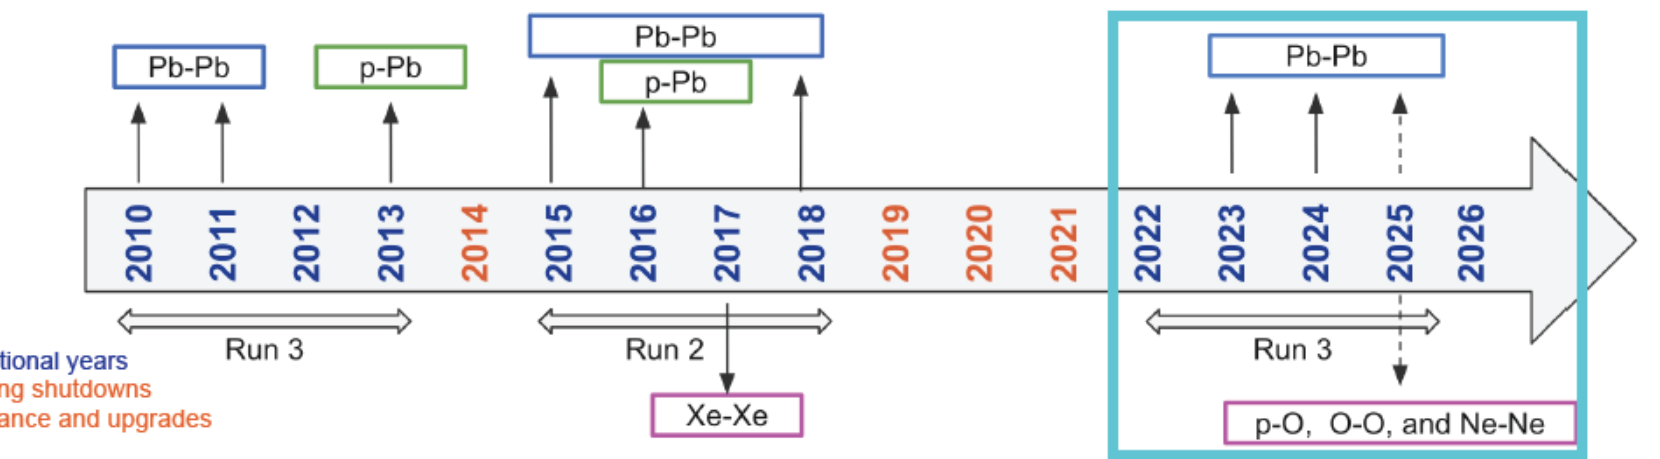 Pb-Pb
p-Pb
Pb-Pb
p-Pb
Pb-Pb
2010 2011 2012 2013 2014 2015 2016 2017 2018 2019 2020 2021 2022 2023 2024 2025 2026
Run 3
Run 2
Run 3
tional years
ng shutdowns
ance and upgrades
Xe-Xe
p-O, O-O, and Ne-Ne